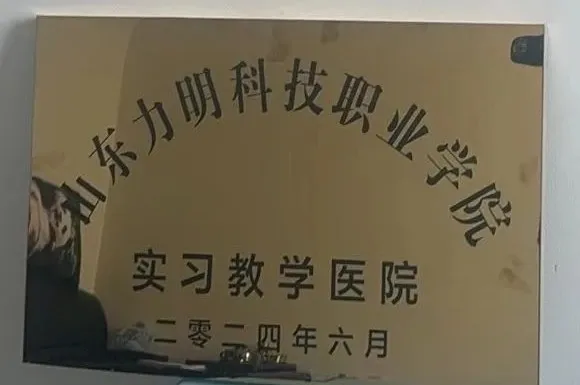 山东力明科技职业学院
实习教学医院
二零二四年六月